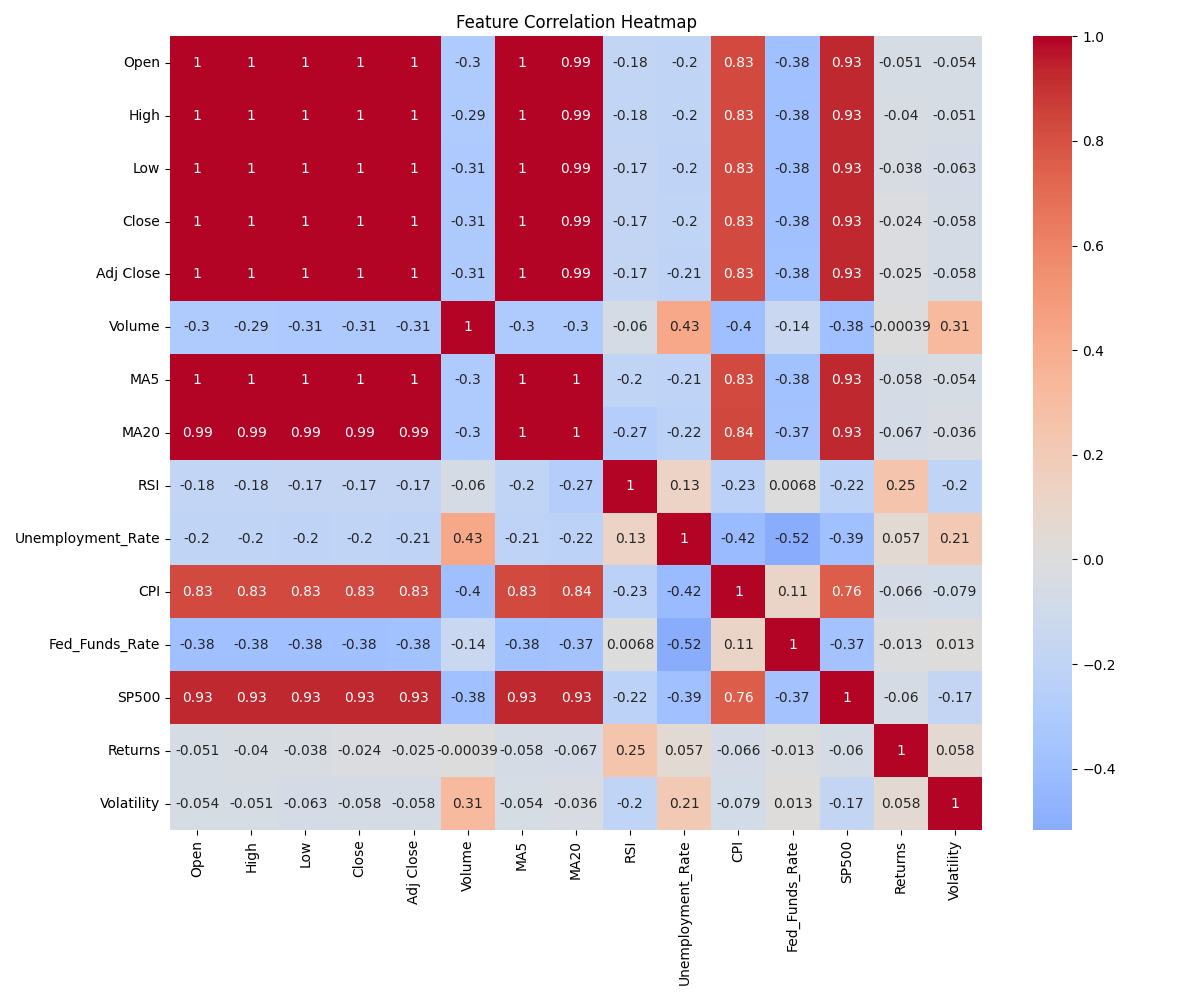 Feature Correlation Heatmap
Open 1 1 1 1 1 -0.3 1 0.99 -0.18 -0.2 0.83 -0.38 0.93 -0.051 -0.054
High 1 1 1 1 1 -0.29 1 0.99 -0.18 -0.2 0.83 -0.38 0.93 -0.04 -0.051
Low 1 1 1 1 1 -0.31 1 0.99 -0.17 -0.2 0.83 -0.38 0.93 -0.038 -0.063
Close 1 1 1 1 1 -0.31 1 0.99 -0.17 -0.2 0.83 -0.38 0.93 -0.024 -0.058
Adj Close 1 1 1 1 1 -0.31 1 0.99 -0.17 -0.21 0.83 -0.38 0.93 -0.025 -0.058
Volume -0.3 -0.29 -0.31 -0.31 -0.31 1 -0.3 -0.3 -0.06 0.43 -0.4 -0.14 -0.38 -0.00039 0.31
MA5 1 1 1 1 1 -0.3 1 1 -0.2 -0.21 0.83 -0.38 0.93 -0.058 -0.054
MA20 0.99 0.99 0.99 0.99 0.99 -0.3 1 1 -0.27 -0.22 0.84 -0.37 0.93 -0.067 -0.036
RSI -0.18 -0.18 -0.17 -0.17 -0.17 -0.06 -0.2 -0.27 1 0.13 -0.23 0.0068 -0.22 0.25 -0.2
Unemployment_Rate -0.2 -0.2 -0.2 -0.2 -0.21 0.43 -0.21 -0.22 0.13 1 -0.42 -0.52 -0.39 0.057 0.21
CPI 0.83 0.83 0.83 0.83 0.83 -0.4 0.83 0.84 -0.23 -0.42 1 0.11 0.76 -0.066 -0.079
Fed_Funds_Rate -0.38 -0.38 -0.38 -0.38 -0.38 -0.14 -0.38 -0.37 0.0068 -0.52 0.11 1 -0.37 -0.013 0.013
SP500 0.93 0.93 0.93 0.93 0.93 -0.38 0.93 0.93 -0.22 -0.39 0.76 -0.37 1 -0.06 -0.17
Returns -0.051 -0.04 -0.038 -0.024 -0.025 -0.00039 -0.058 -0.067 0.25 0.057 -0.066 -0.013 -0.06 1 0.058
Volatility -0.054 -0.051 -0.063 -0.058 -0.058 0.31 -0.054 -0.036 -0.2 0.21 -0.079 0.013 -0.17 0.058 1
Open High Low Close Adj Close Volume MA5 MA20 RSI Unemployment_Rate CPI Fed_Funds_Rate SP500 Returns Volatility
1.0
0.8
0.6
0.4
0.2
0.0
−0.2
−0.4